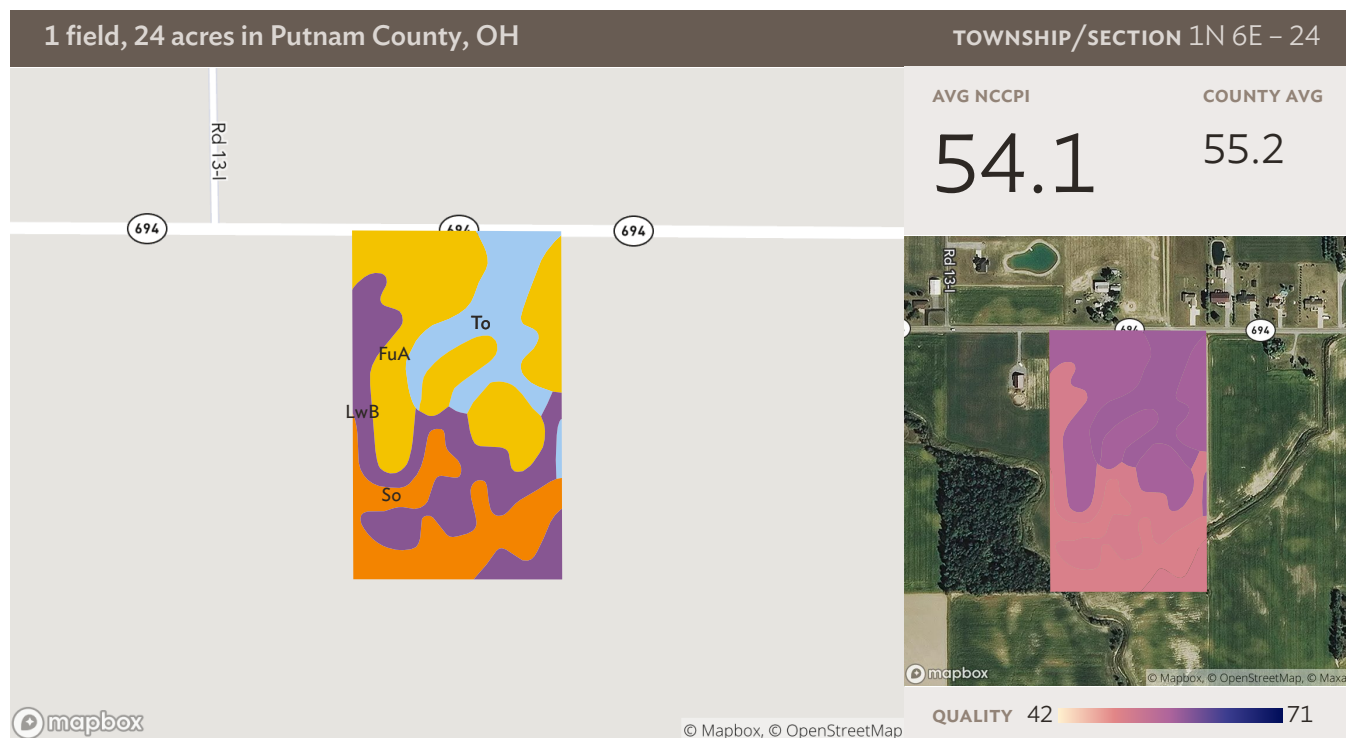 1 field, 24 acres in Putnam County, OH
TOWNSHIP/SECTION 1N 6E – 24
Rd 13-I
694
694
694
To
FuA
LwB
So
mapbox
© Mapbox, © OpenStreetMap
AVG NCCPI
COUNTY AVG
54.1
55.2
Rd 13-I
694
694
mapbox
© Mapbox, © OpenStreetMap, © Maxa
QUALITY 42 71